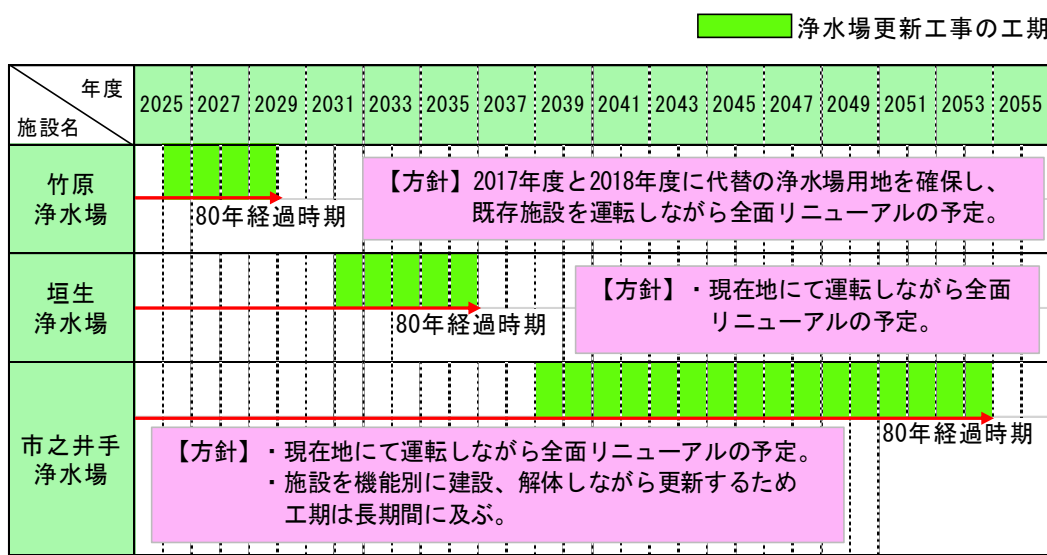 浄水場更新工事の工期
年度
施設名
2025 2027 2029 2031 2033 2035 2037 2039 2041 2043 2045 2047 2049 2051 2053 2055
竹原
浄水場
80年経過時期
【方針】2017年度と2018年度に代替の浄水場用地を確保し、
既存施設を運転しながら全面リニューアルの予定。
垣生
浄水場
80年経過時期
【方針】・現在地にて運転しながら全面
リニューアルの予定。
市之井手
浄水場
80年経過時期
【方針】・現在地にて運転しながら全面リニューアルの予定。
・施設を機能別に建設、解体しながら更新するため
工期は長期間に及ぶ。